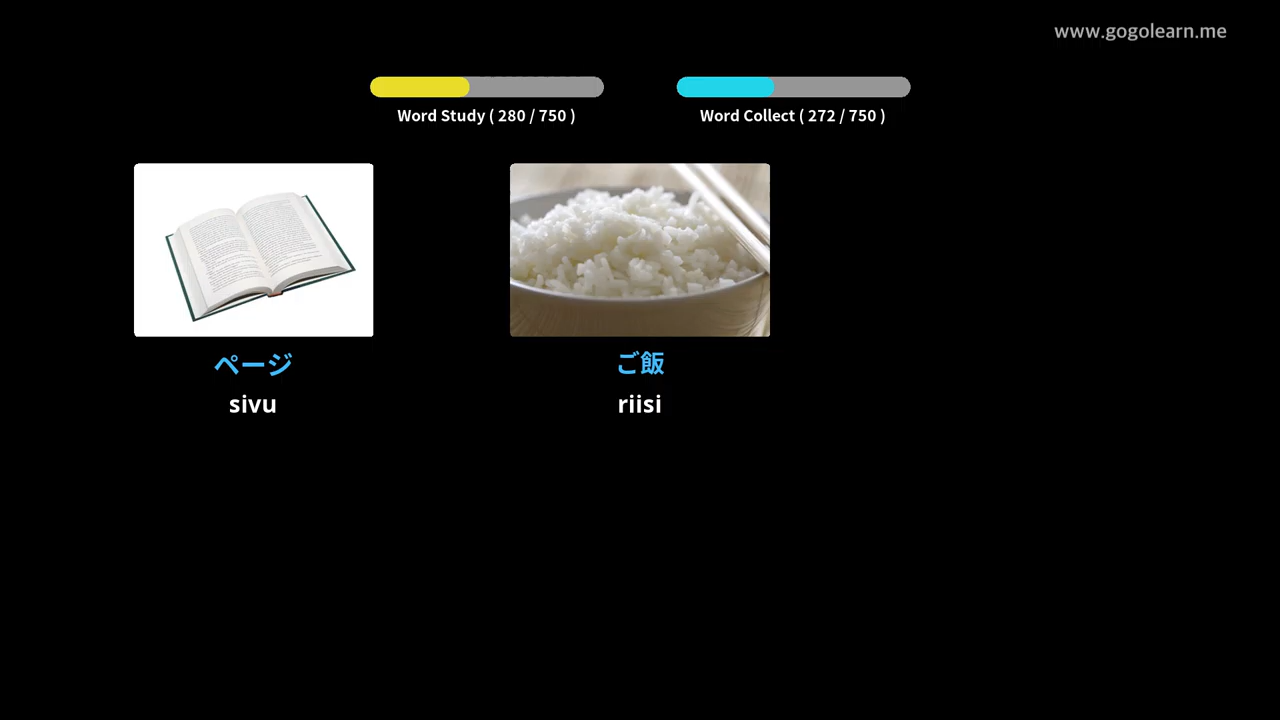 www.gogolearn.me
Word Study ( 280 / 750 )
Word Collect ( 272 / 750 )
ページ
sivu
ご飯
riisi